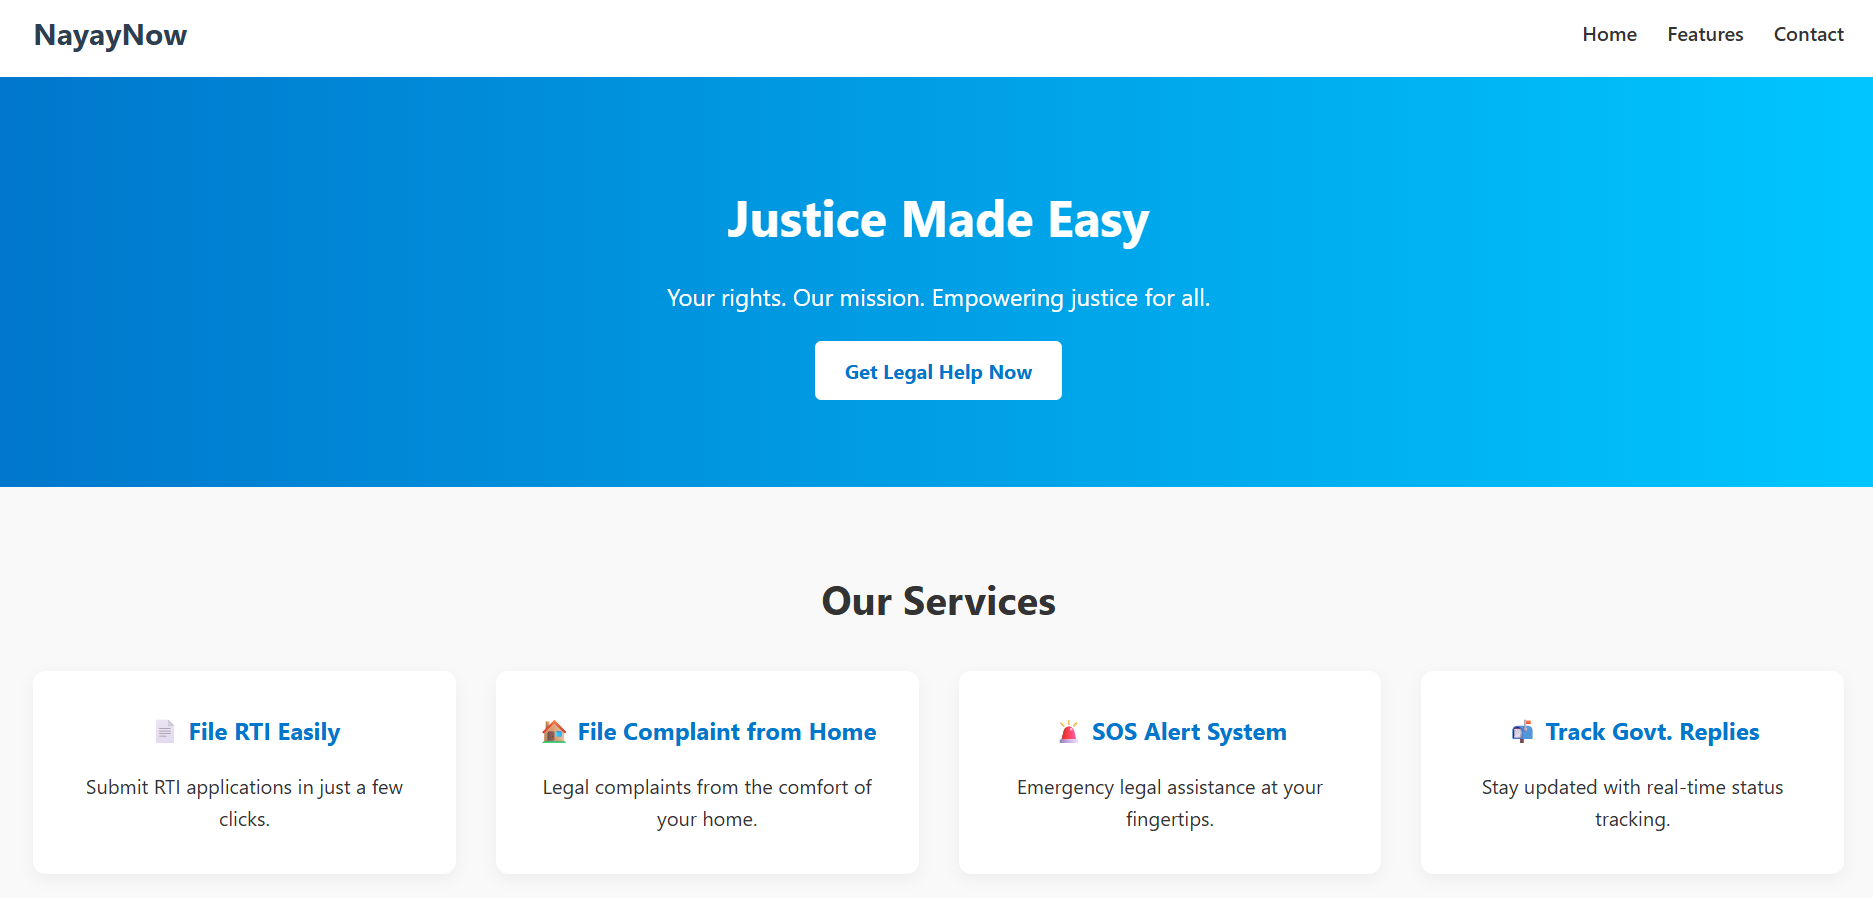 NayayNow
Home Features Contact
Justice Made Easy
Your rights. Our mission. Empowering justice for all.
Get Legal Help Now
Our Services
File RTI Easily
Submit RTI applications in just a few
clicks.
File Complaint from Home
Legal complaints from the comfort of
your home.
SOS Alert System
Emergency legal assistance at your
fingertips.
Track Govt. Replies
Stay updated with real-time status
tracking.